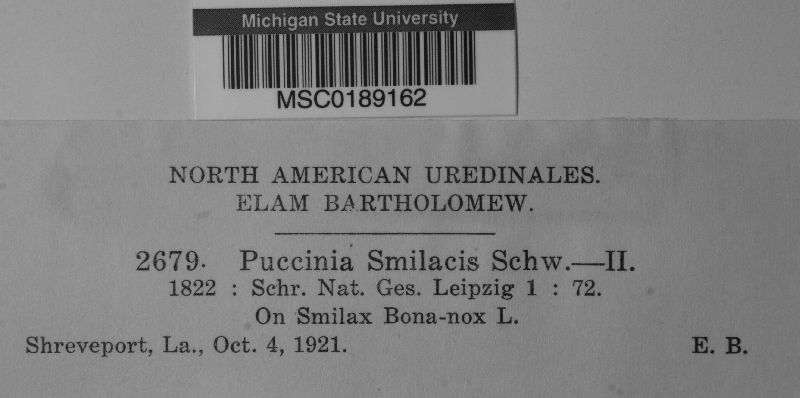 Michigan State University
MSC0189162
NORTH AMERICAN UREDINALES.
ELAM BARTHOLOMEW.
2679. Puccinia Smilacis Schw.—II.
1822 : Schr. Nat. Ges. Leipzig 1 : 72.
On Smilax Bona-nox L.
Shreveport, La., Oct. 4, 1921. E. B.